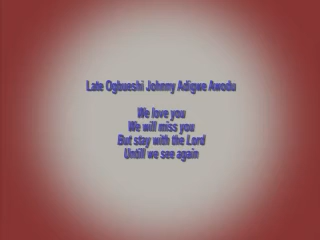 Late Ogbueshi Johnny Adigwe Awodu
We love you
We will miss you
But stay with the Lord
Untill we see again